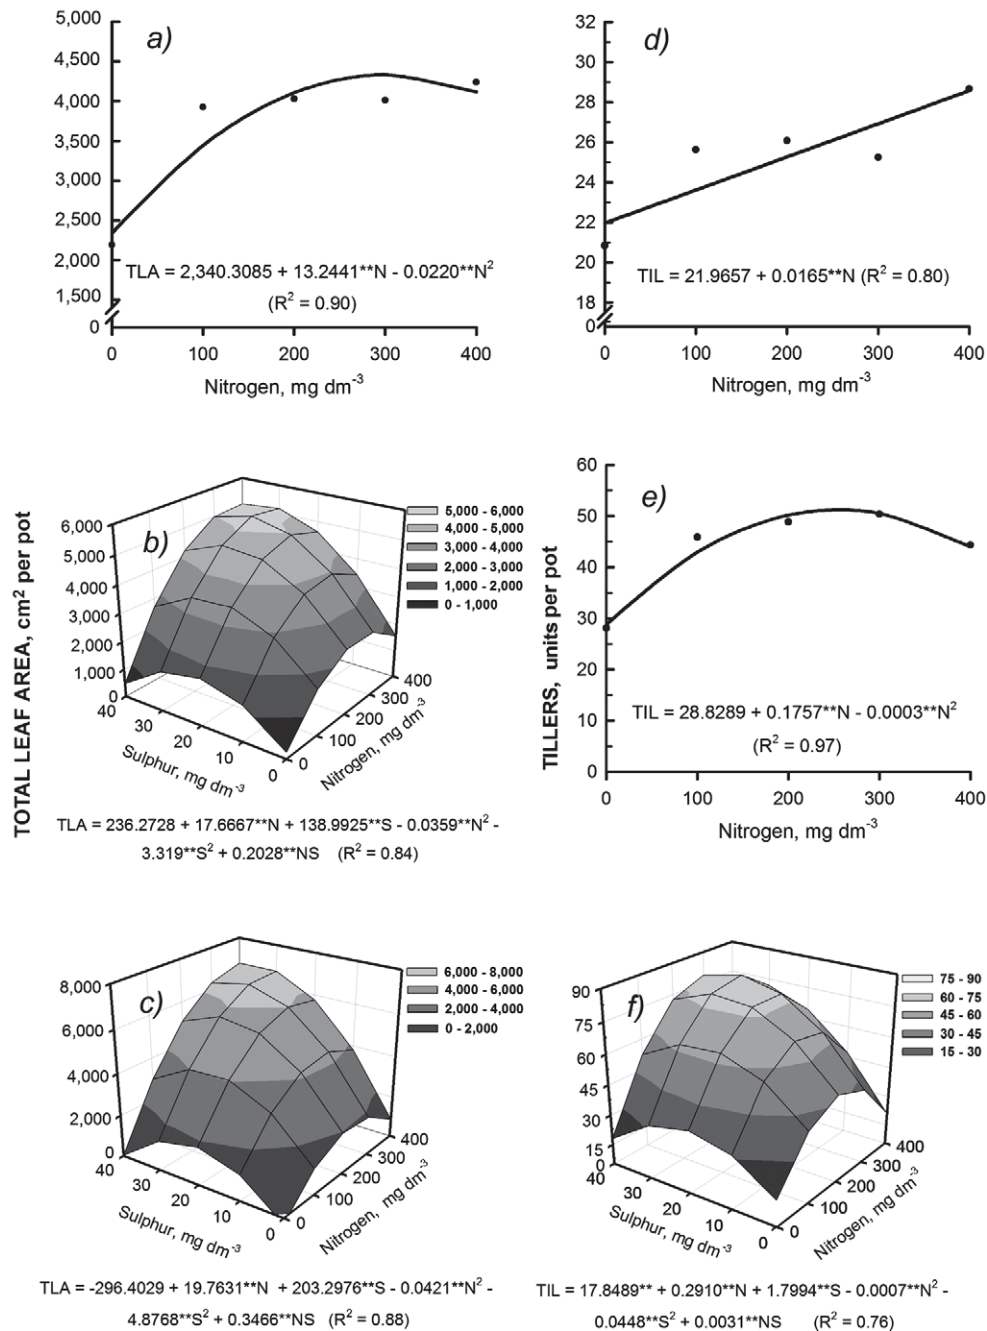 a)
5,000
4,500
4,000
3,500
3,000
2,500
2,000
1,500
0
TLA = 2,340.3085 + 13.2441**N - 0.0220**N²
(R² = 0.90)
0 100 200 300 400
Nitrogen, mg dm⁻³
d)
32
30
28
26
24
22
20
18
0
TIL = 21.9657 + 0.0165**N (R² = 0.80)
0 100 200 300 400
Nitrogen, mg dm⁻³
TOTAL LEAF AREA, cm² per pot
b)
6,000
5,000
4,000
3,000
2,000
1,000
0
5,000 - 6,000
4,000 - 5,000
3,000 - 4,000
2,000 - 3,000
1,000 - 2,000
0 - 1,000
40 30 20 10 0
Sulphur, mg dm⁻³
0 100 200 300 400
Nitrogen, mg dm⁻³
TLA = 236.2728 + 17.6667**N + 138.9925**S - 0.0359**N² -
3.319**S² + 0.2028**NS (R² = 0.84)
TILLERS, units per pot
e)
60
50
40
30
50
20
10
0
TIL = 28.8289 + 0.1757**N - 0.0003**N²
(R² = 0.97)
0 100 200 300 400
Nitrogen, mg dm⁻³
c)
8,000
6,000
4,000
2,000
0
6,000 - 8,000
4,000 - 6,000
2,000 - 4,000
0 - 2,000
40 30 20 10 0
Sulphur, mg dm⁻³
0 100 200 300 400
Nitrogen, mg dm⁻³
TLA = -296.4029 + 19.7631**N + 203.2976**S - 0.0421**N² -
4.8768**S² + 0.3466**NS (R² = 0.88)
f)
90
75
60
45
30
15
0
75 - 90
60 - 75
45 - 60
30 - 45
15 - 30
40 30 20 10 0
Sulphur, mg dm⁻³
0 100 200 300 400
Nitrogen, mg dm⁻³
TIL = 17.8489** + 0.2910**N + 1.7994**S - 0.0007**N² -
0.0448**S² + 0.0031**NS (R² = 0.76)